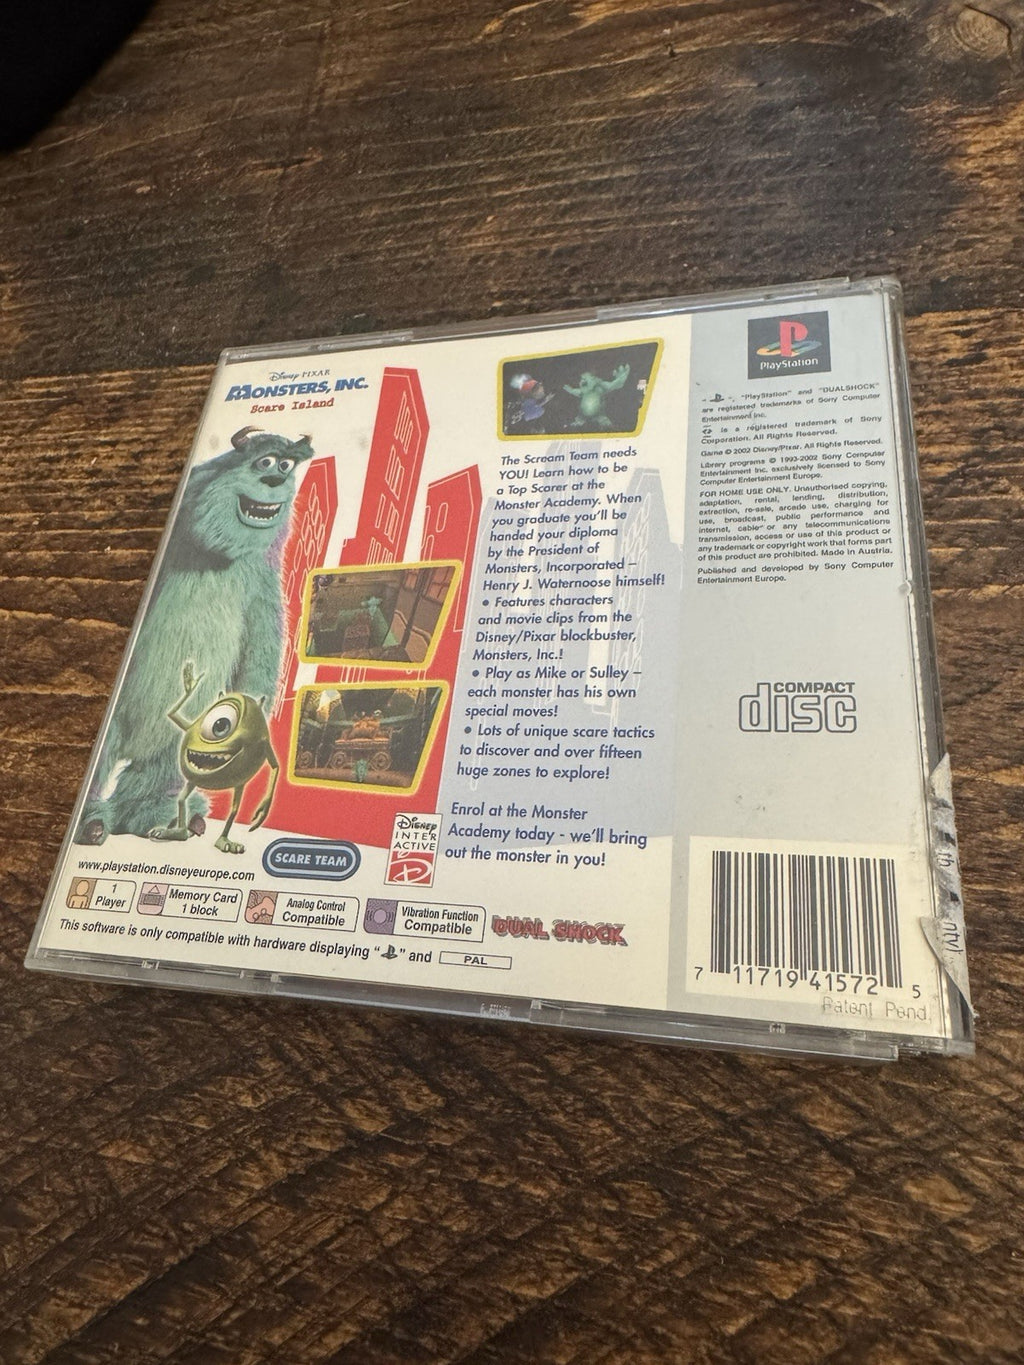 Disney·PIXAR
MONSTERS, INC.
Scare Island
The Scream Team needs
YOU! Learn how to be
a Top Scarer at the
Monster Academy. When
you graduate you'll be
handed your diploma
by the President of
Monsters, Incorporated –
Henry J. Waternoose himself!
• Features characters
and movie clips from the
Disney/Pixar blockbuster,
Monsters, Inc.!
• Play as Mike or Sulley –
each monster has his own
special moves!
• Lots of unique scare tactics
to discover and over fifteen
huge zones to explore!
Enrol at the Monster
Academy today - we'll bring
out the monster in you!
SCARE TEAM
DISNEY
INTER
ACTIVE
www.playstation.disneyeurope.com
1
Player
Memory Card
1 block
Analog Control
Compatible
Vibration Function
Compatible
DUAL SHOCK
This software is only compatible with hardware displaying " " and PAL
PlayStation
" ", "PlayStation" and "DUALSHOCK"
are registered trademarks of Sony Computer
Entertainment Inc.
is a registered trademark of Sony
Corporation. All Rights Reserved.
Game © 2002 Disney/Pixar. All Rights Reserved.
Library programs © 1993-2002 Sony Computer
Entertainment Inc. exclusively licensed to Sony
Computer Entertainment Europe.
FOR HOME USE ONLY. Unauthorised copying,
adaptation, rental, lending, distribution,
extraction, re-sale, arcade use, charging for
use, broadcast, public performance and
internet, cable or any telecommunications
transmission, access or use of this product or
any trademark or copyright work that forms part
of this product are prohibited. Made in Austria.
Published and developed by Sony Computer
Entertainment Europe.
COMPACT
disc
7 11719 41572 5
Patent Pend.